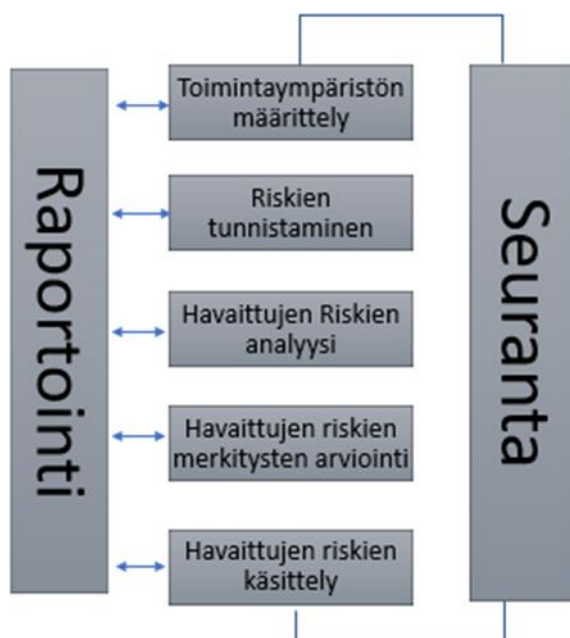 Raportointi
Toimintaympäristön
määrittely
Riskien
tunnistaminen
Havaittujen Riskien
analyysi
Havaittujen riskien
merkitysten arviointi
Havaittujen riskien
käsittely
Seuranta